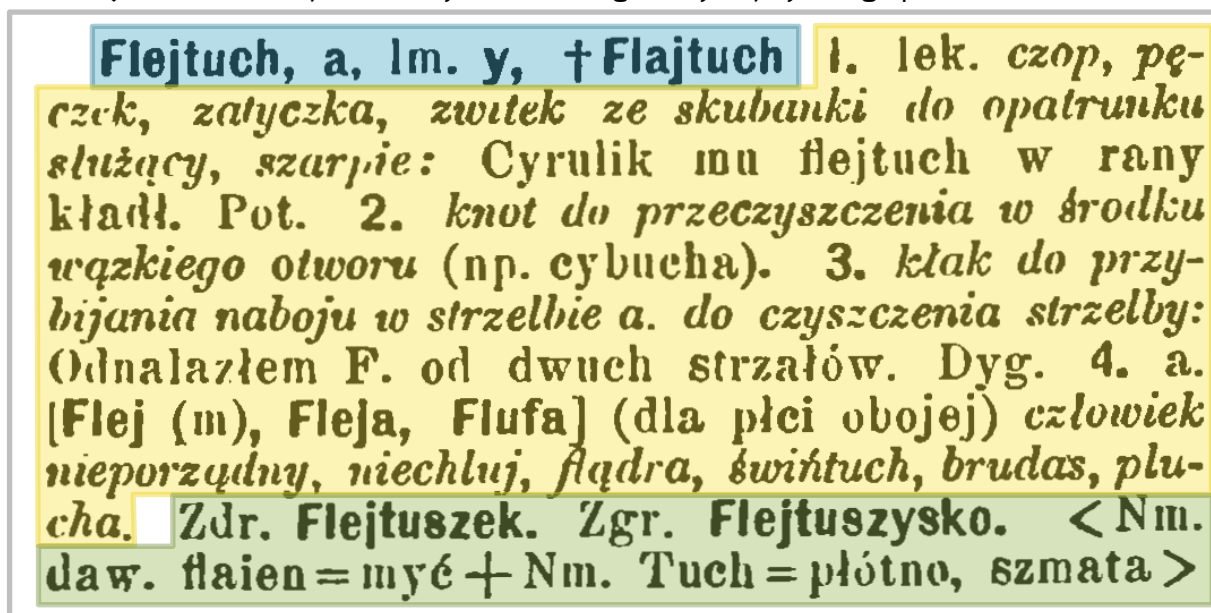 Flejtuch, a, lm. y, †Flajtuch 1. lek. czop, pę-
czek, zatyczka, zwitek ze skubanki do opatrunku
służący, szarpie: Cyrulik mu flejtuch w rany
kładł. Pot. 2. knot do przeczyszczenia w środku
wązkiego otworu (np. cybucha). 3. kłak do przy-
bijania naboju w strzelbie a. do czyszczenia strzelby:
Odnalazłem F. od dwuch strzałów. Dyg. 4. a.
[Flej (m), Fleja, Flufa] (dla płci obojej) człowiek
nieporządny, niechluj, flądra, świńtuch, brudas, plu-
cha. Zdr. Flejtuszek. Zgr. Flejtuszysko. <Nm.
daw. flaien = myć + Nm. Tuch = płótno, szmata>